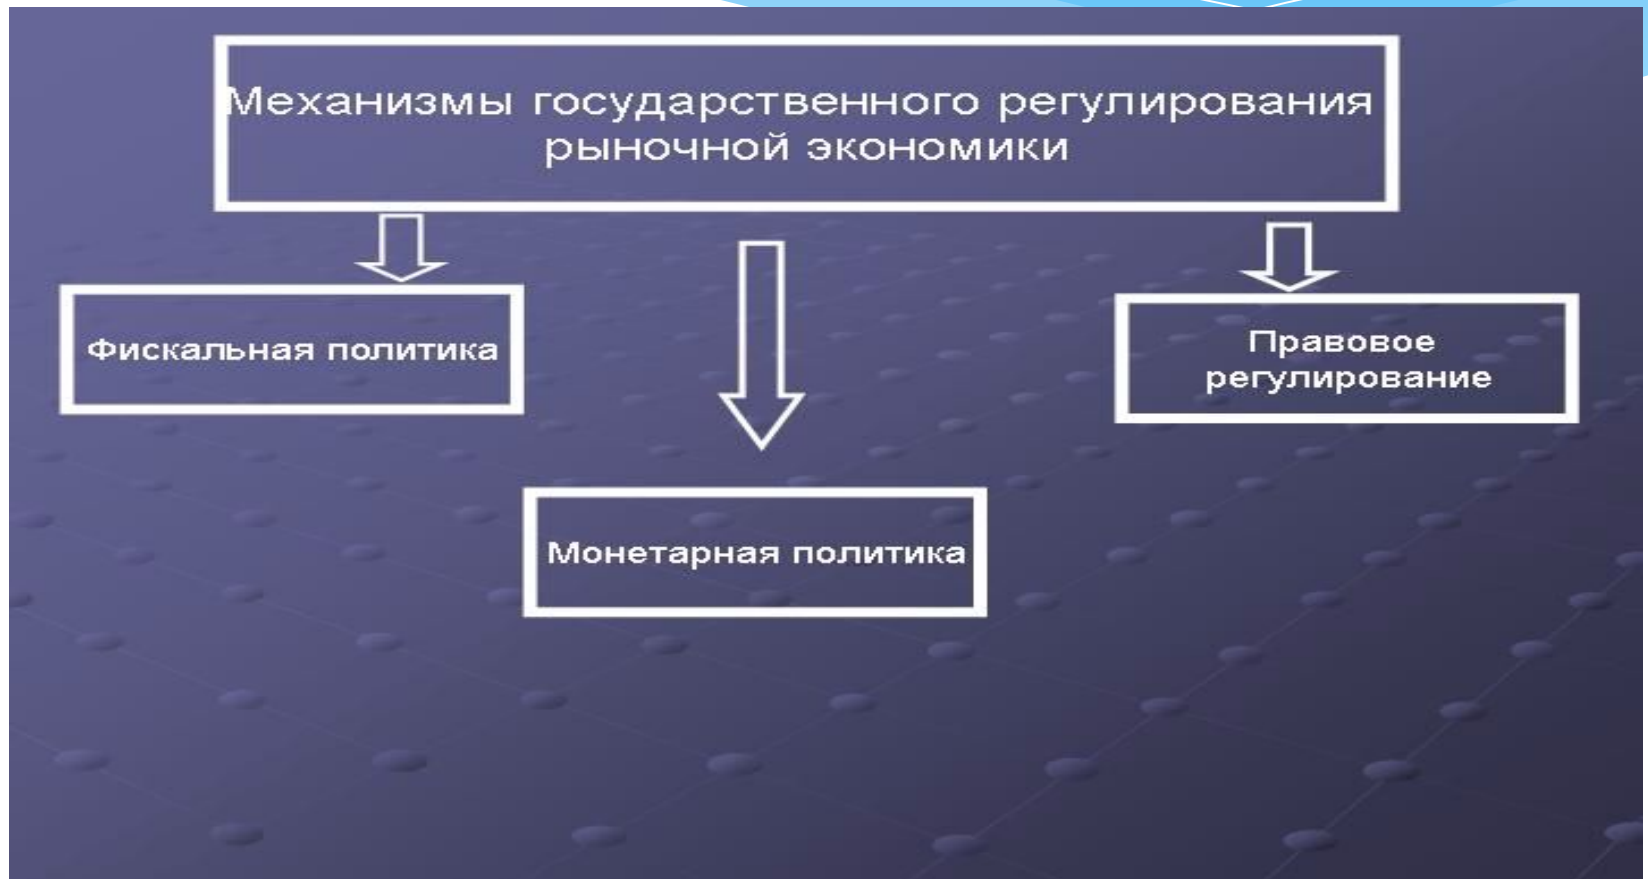 Механизмы государственного регулирования
рыночной экономики
Фискальная политика
Правовое
регулирование
Монетарная политика